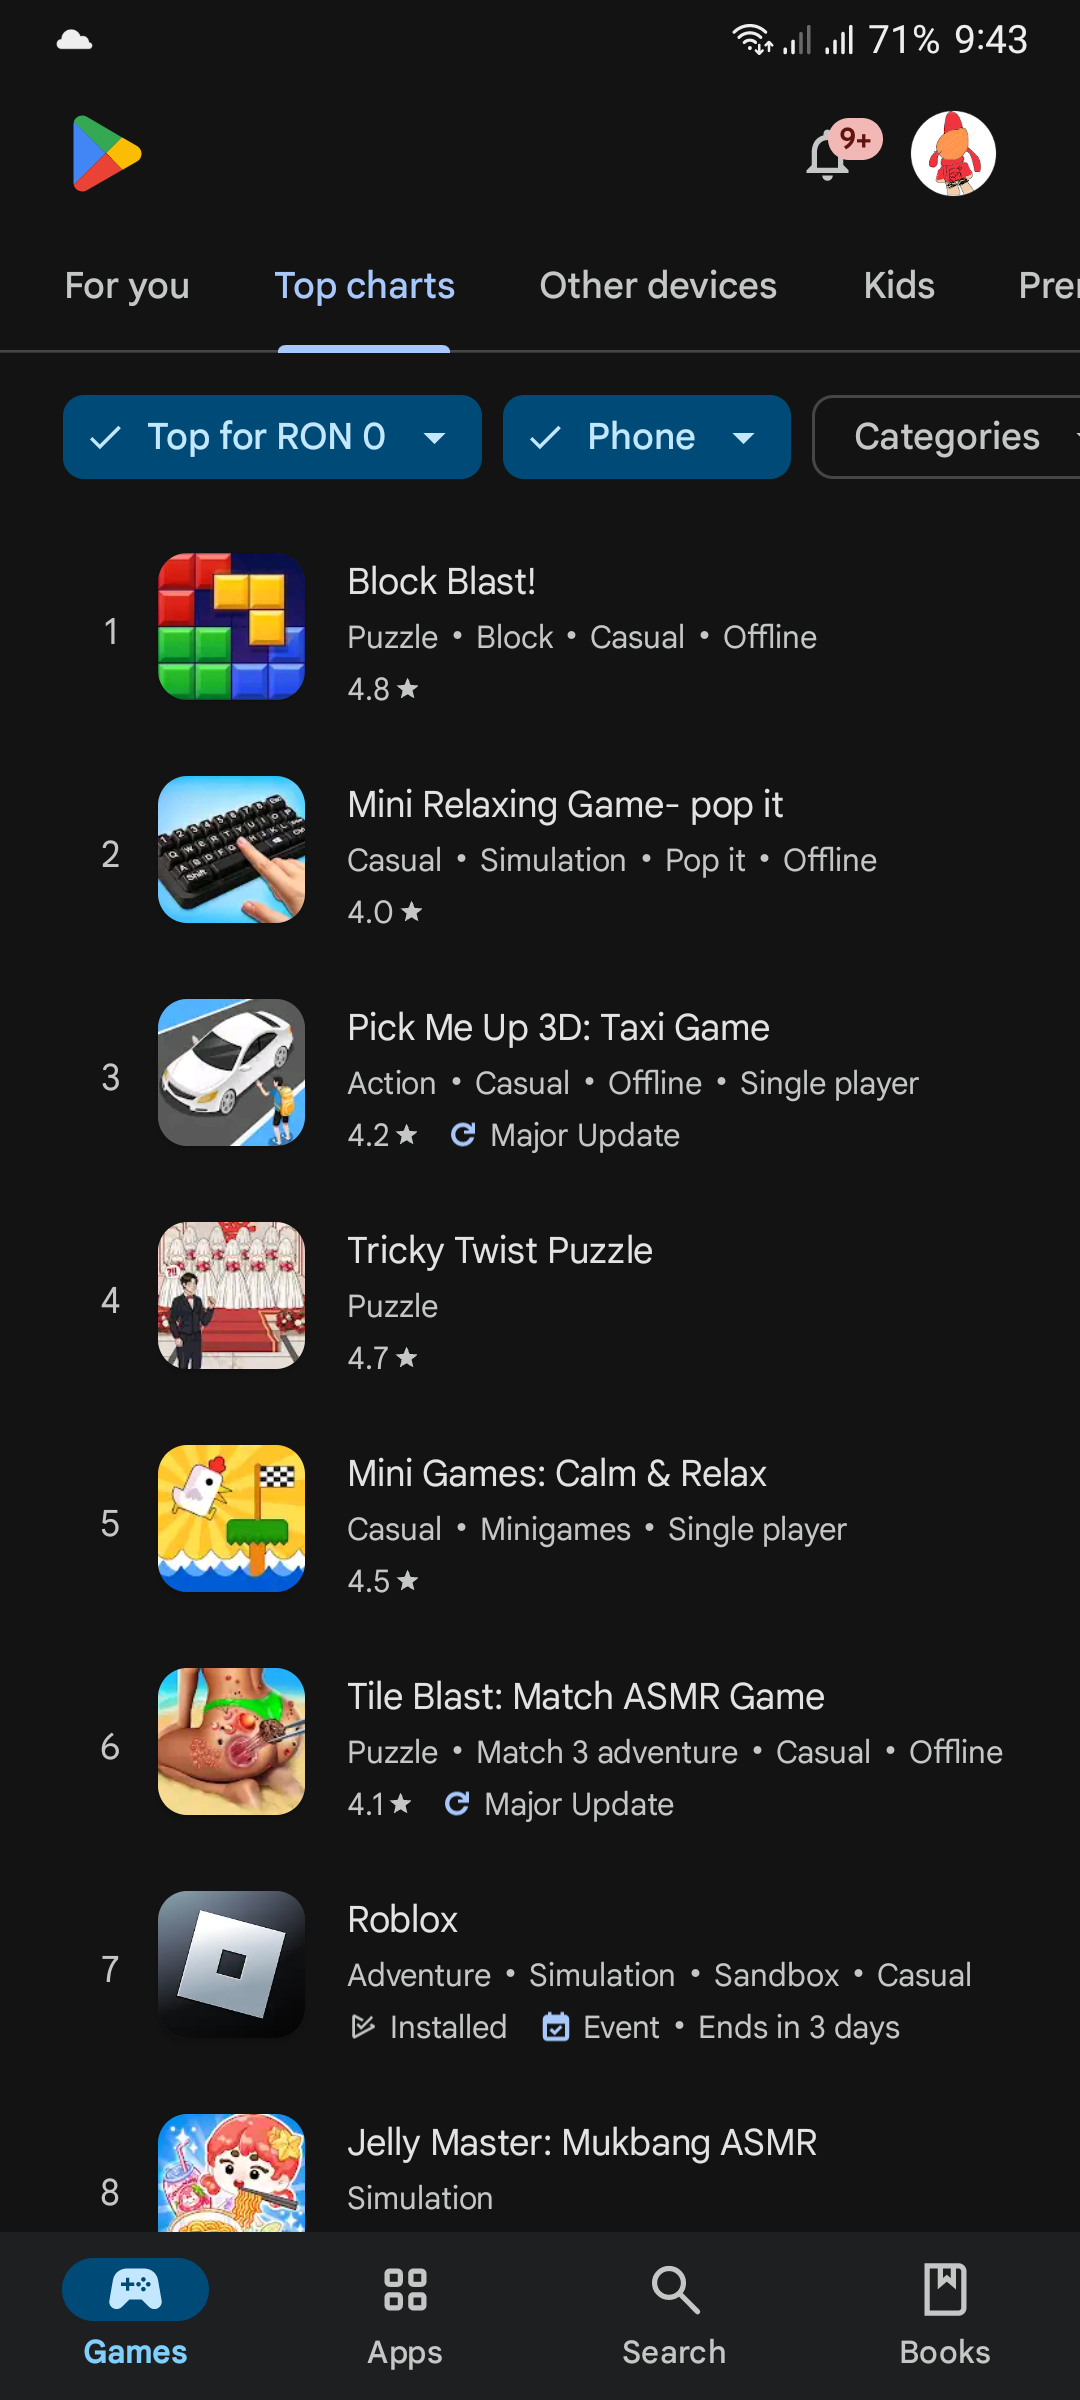 71% 9:43
9+
For you Top charts Other devices Kids Prem
Top for RON 0 Phone Categories
1
Block Blast!
Puzzle • Block • Casual • Offline
4.8 ★
2
Mini Relaxing Game- pop it
Casual • Simulation • Pop it • Offline
4.0 ★
3
Pick Me Up 3D: Taxi Game
Action • Casual • Offline • Single player
4.2 ★ Major Update
4
Tricky Twist Puzzle
Puzzle
4.7 ★
5
Mini Games: Calm & Relax
Casual • Minigames • Single player
4.5 ★
6
Tile Blast: Match ASMR Game
Puzzle • Match 3 adventure • Casual • Offline
4.1 ★ Major Update
7
Roblox
Adventure • Simulation • Sandbox • Casual
Installed Event • Ends in 3 days
8
Jelly Master: Mukbang ASMR
Simulation
Games Apps Search Books